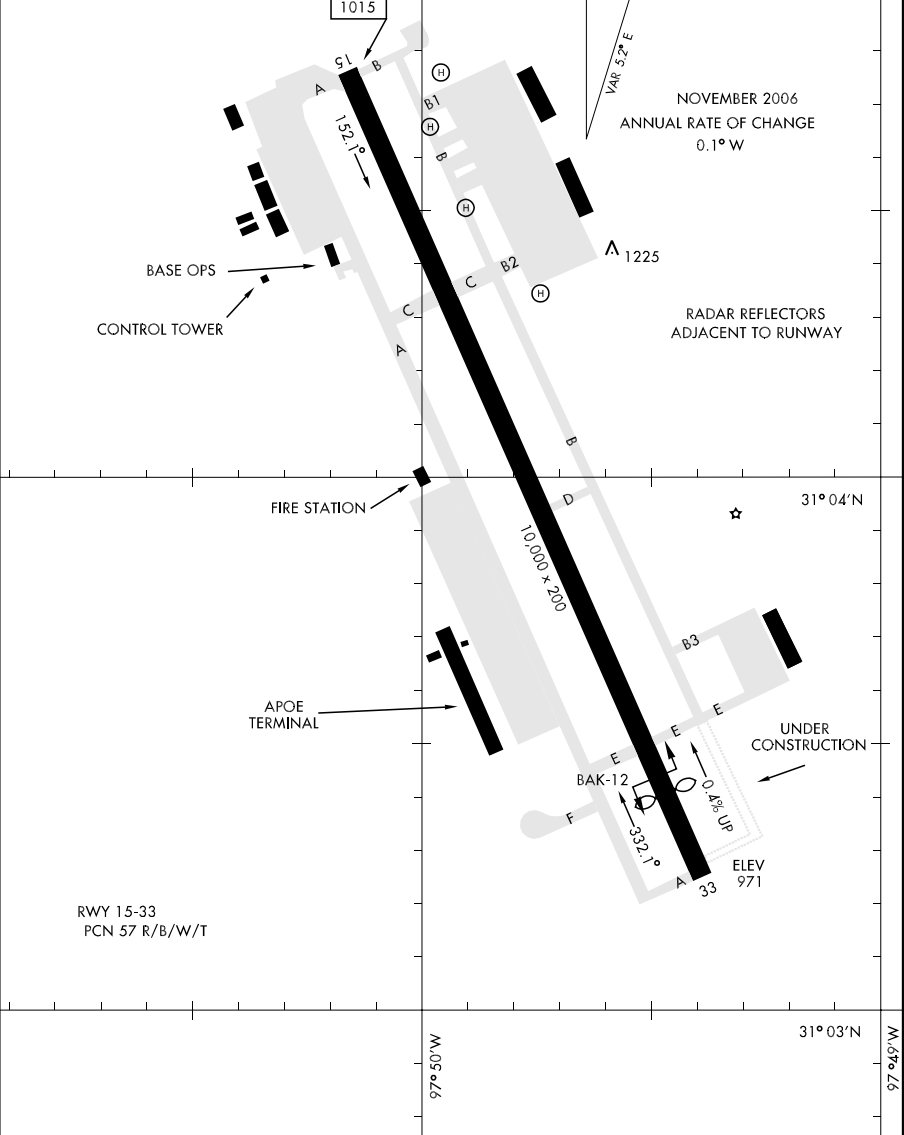 1015
VAR 5.2° E
NOVEMBER 2006
ANNUAL RATE OF CHANGE
0.1° W
15
B
A
H
B1
H
152.1°
B
H
BASE OPS
B2
1225
C
H
CONTROL TOWER
C
RADAR REFLECTORS
ADJACENT TO RUNWAY
A
B
FIRE STATION
D
31° 04'N
10,000 x 200
B3
APOE
TERMINAL
E
E
E
UNDER
CONSTRUCTION
BAK-12
0.4% UP
F
332.1°
A
33
ELEV
971
RWY 15-33
PCN 57 R/B/W/T
31° 03'N
97° 50'W
97° 49'W